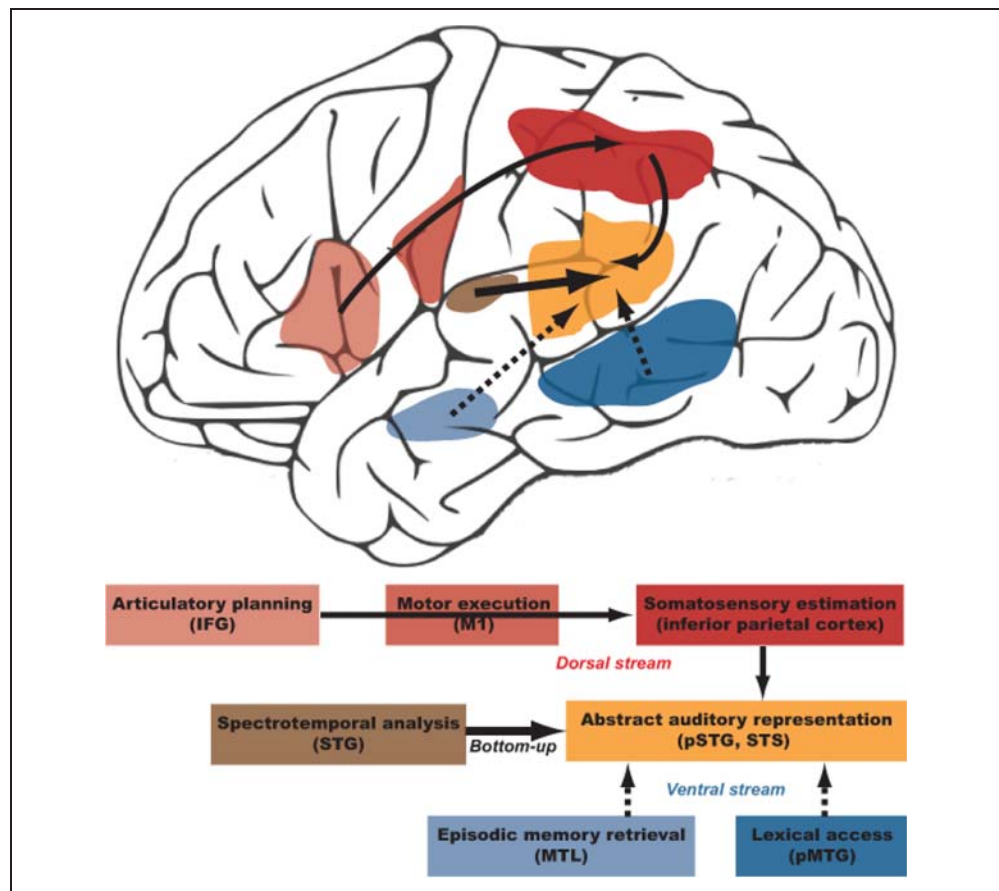 Articulatory planning
(IFG)
Motor execution
(M1)
Somatosensory estimation
(inferior parietal cortex)
Dorsal stream
Spectrotemporal analysis
(STG)
Bottom-up
Abstract auditory representation
(pSTG, STS)
Ventral stream
Episodic memory retrieval
(MTL)
Lexical access
(pMTG)